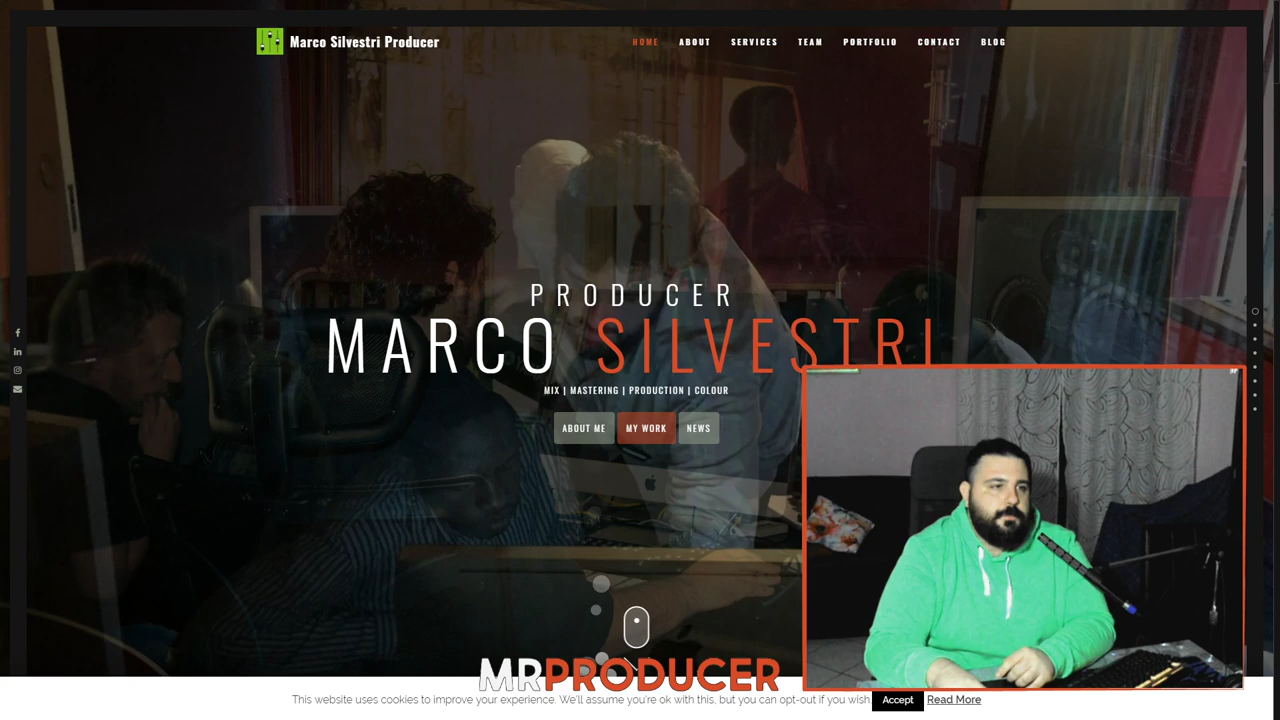 Marco Silvestri Producer
HOME ABOUT SERVICES TEAM PORTFOLIO CONTACT BLOG
PRODUCER
MARCO SILVESTRI
MIX | MASTERING | PRODUCTION | COLOUR
ABOUT ME MY WORK NEWS
MRPRODUCER
This website uses cookies to improve your experience. We'll assume you're ok with this, but you can opt-out if you wish. Accept Read More